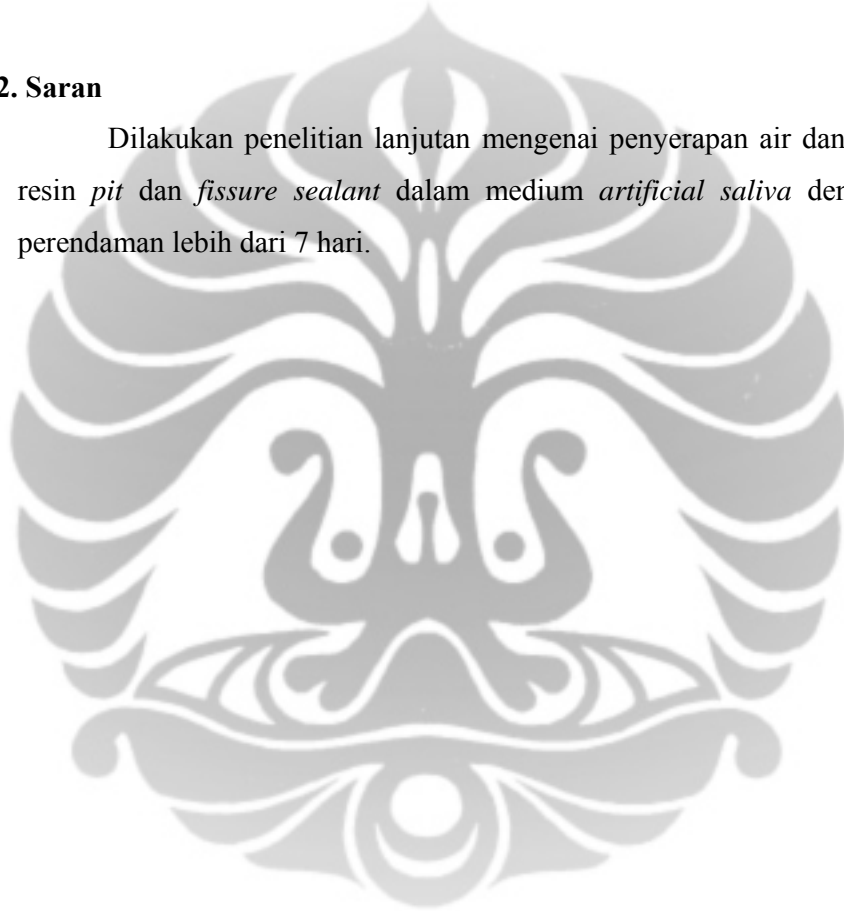 2. Saran
Dilakukan penelitian lanjutan mengenai penyerapan air dan
resin pit dan fissure sealant dalam medium artificial saliva der
perendaman lebih dari 7 hari.